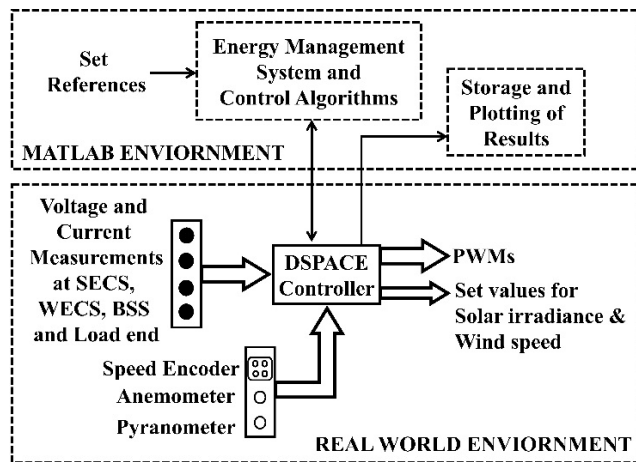 Set
References
Energy Management
System and
Control Algorithms
Storage and
Plotting of
Results
MATLAB ENVIORNMENT
Voltage and
Current
Measurements
at SECS,
WECS, BSS
and Load end
DSPACE
Controller
PWMs
Set values for
Solar irradiance &
Wind speed
Speed Encoder
Anemometer
Pyranometer
REAL WORLD ENVIORNMENT